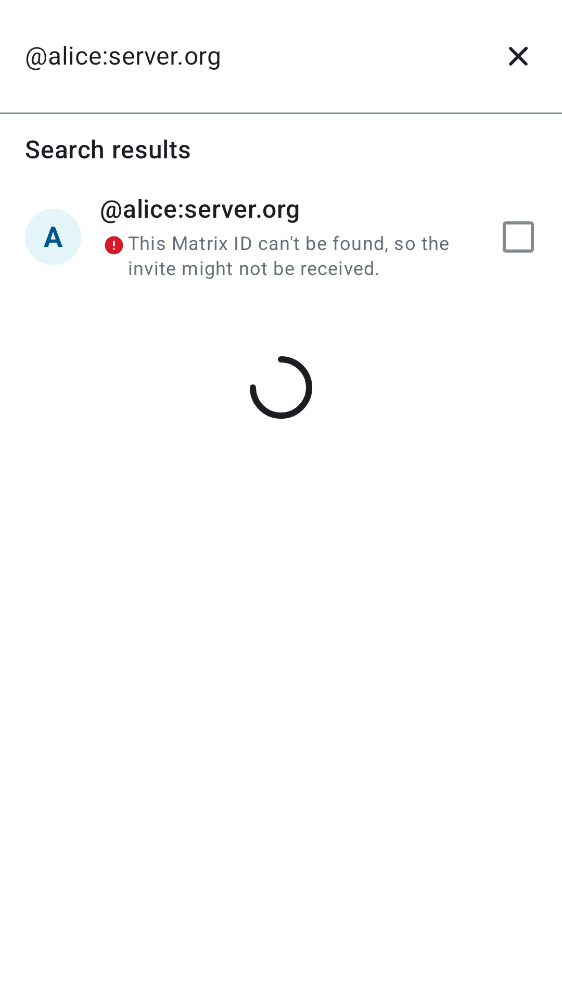 @alice:server.org
Search results
A
@alice:server.org
This Matrix ID can't be found, so the
invite might not be received.